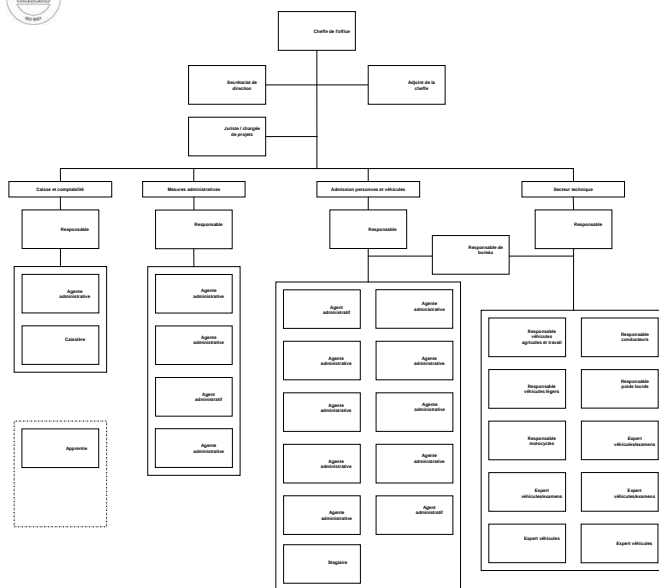 ISO 9001
Cheffe de l'office
Secrétariat de
direction
Adjoint de la
cheffe
Juriste / chargée
de projets
Caisse et comptabilité
Mesures administratives
Admission personnes et véhicules
Secteur technique
Responsable
Responsable
Responsable
Responsable
Responsable de
bureau
Agente
administrative
Caissière
Apprentie
Agente
administrative
Agente
administrative
Agent
administratif
Agente
administrative
Agent
administratif
Agente
administrative
Agente
administrative
Agente
administrative
Agente
administrative
Agente
administrative
Agente
administrative
Agente
administrative
Agente
administrative
Agent
administratif
Stagiaire
Responsable
véhicules
agricoles et travail
Responsable
conducteurs
Responsable
véhicules légers
Responsable
poids lourds
Responsable
motocycles
Expert
véhicules/examens
Expert
véhicules/examens
Expert
véhicules/examens
Expert véhicules
Expert véhicules